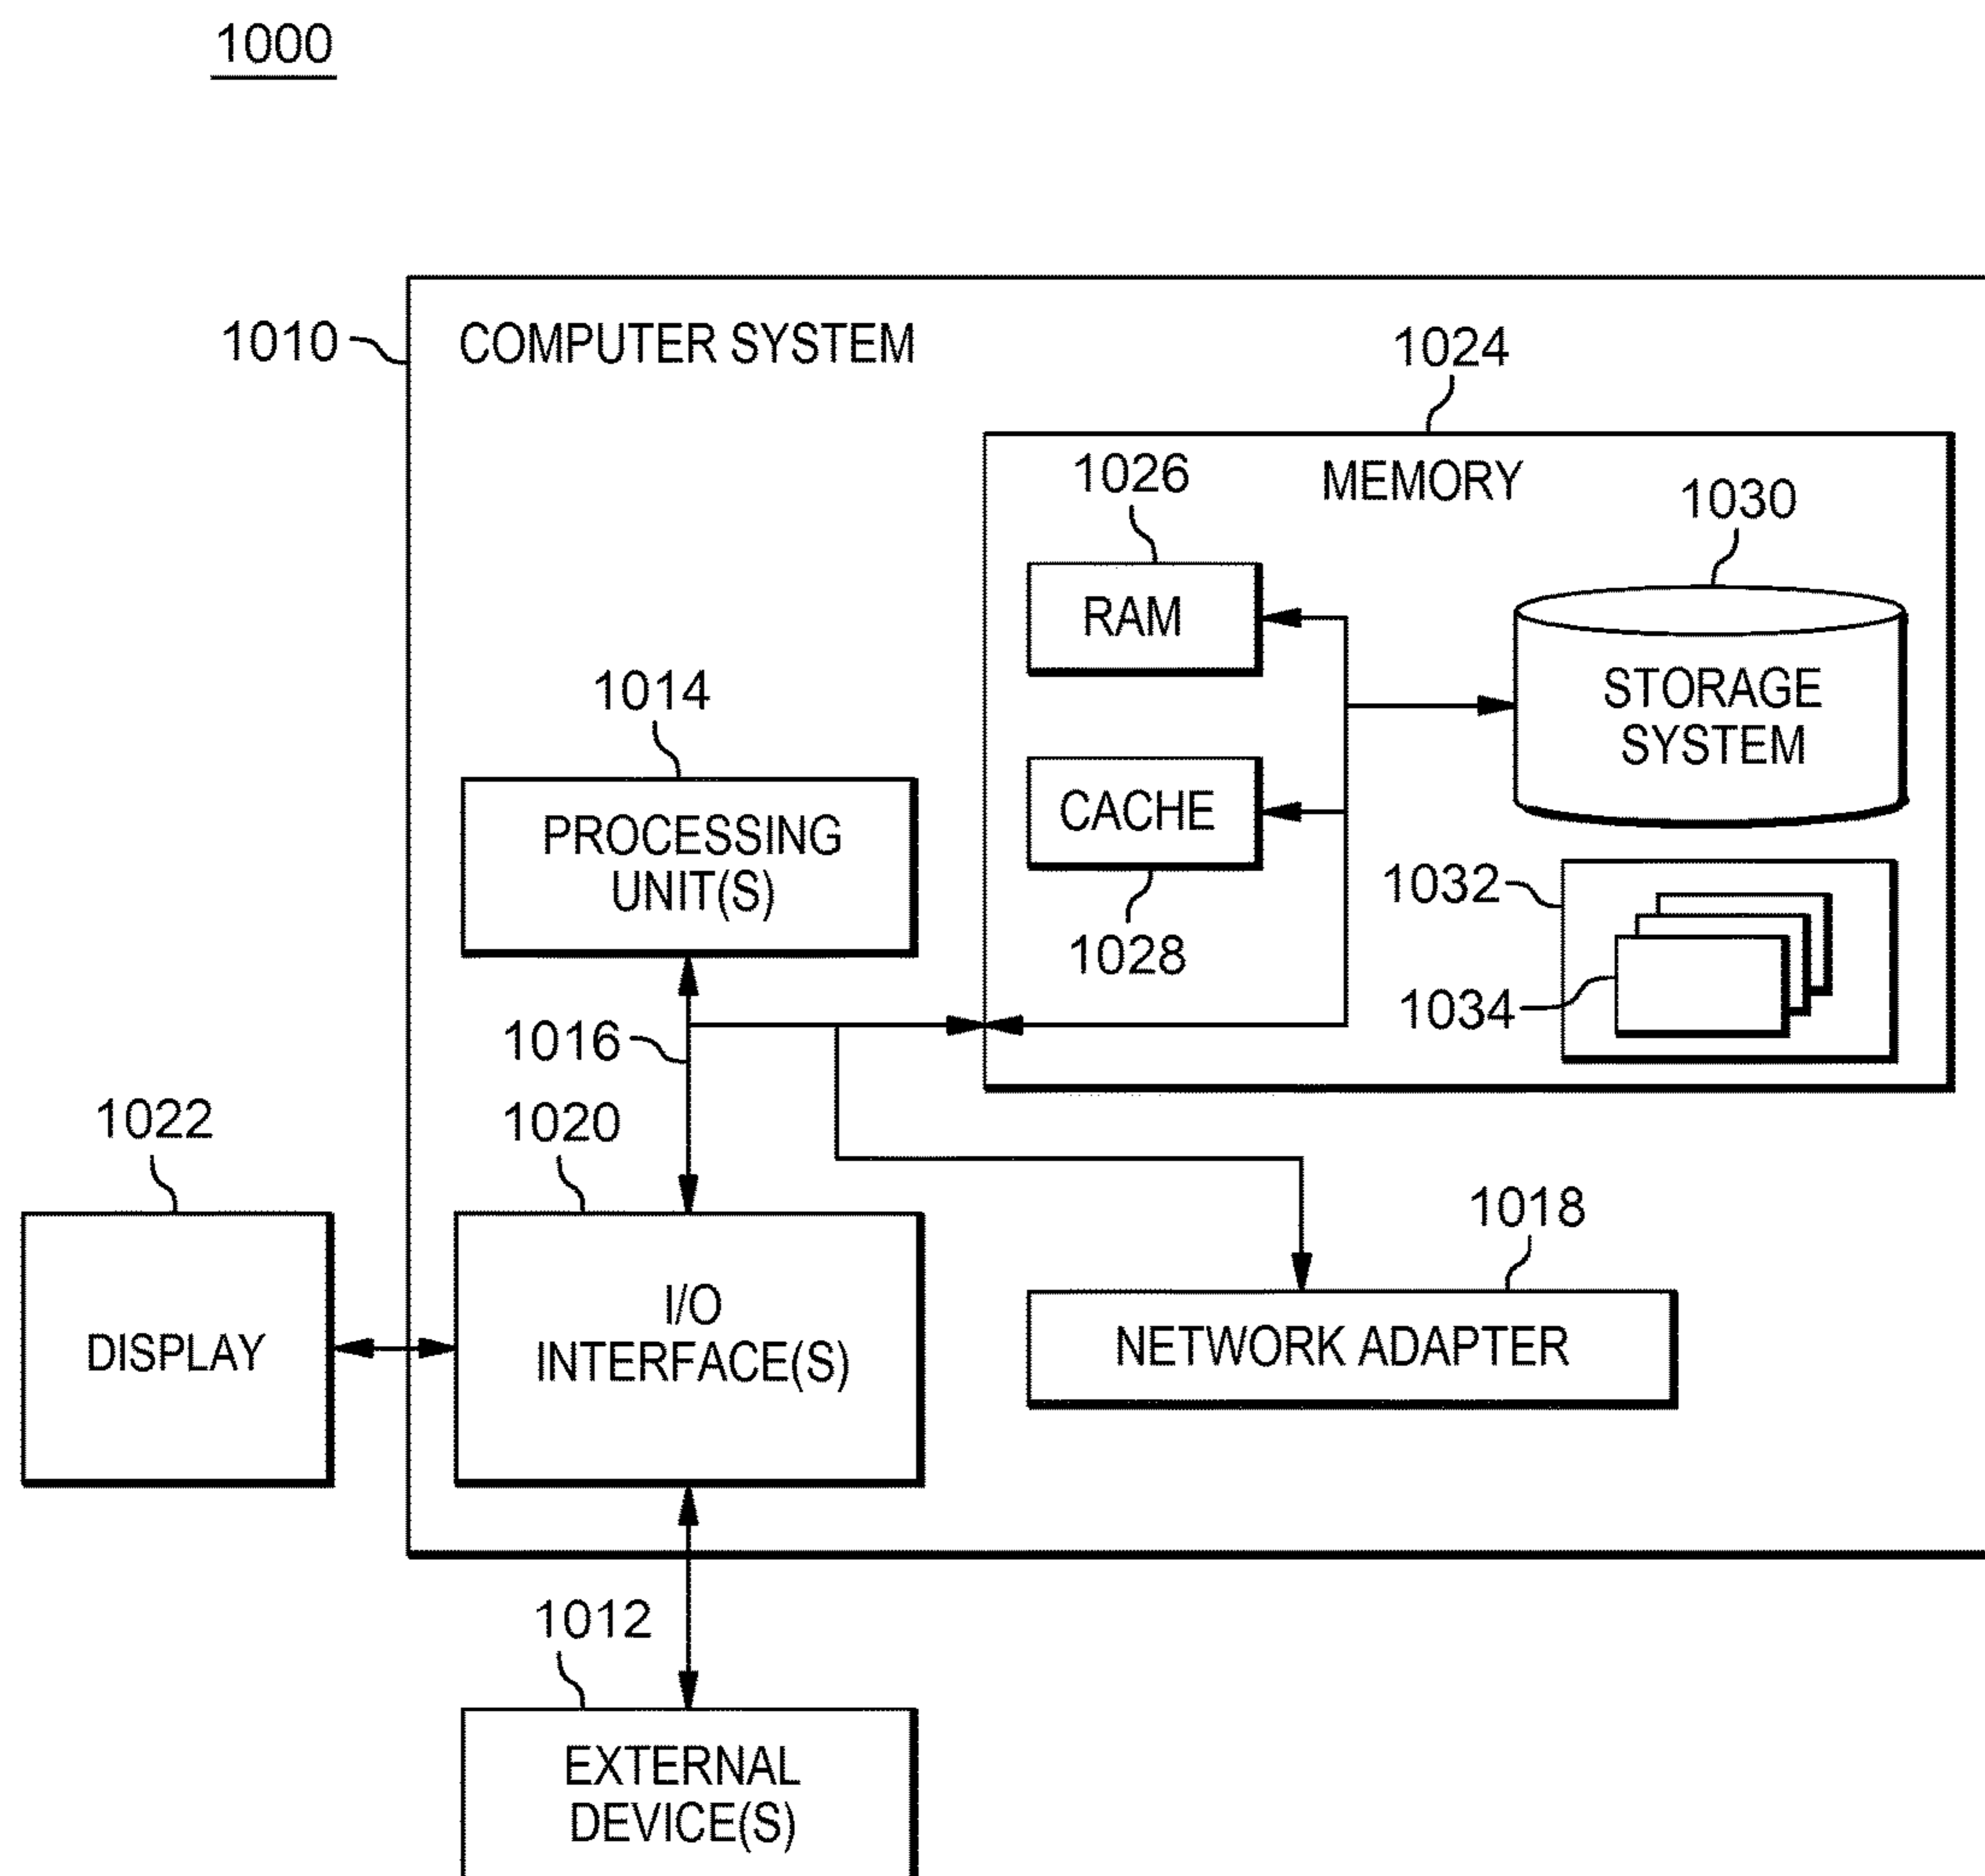 1000
1010
COMPUTER SYSTEM
1024
MEMORY
1026
RAM
1030
STORAGE
SYSTEM
1014
PROCESSING
UNIT(S)
CACHE
1028
1032
1034
1016
1020
1022
DISPLAY
I/O
INTERFACE(S)
1018
NETWORK ADAPTER
1012
EXTERNAL
DEVICE(S)